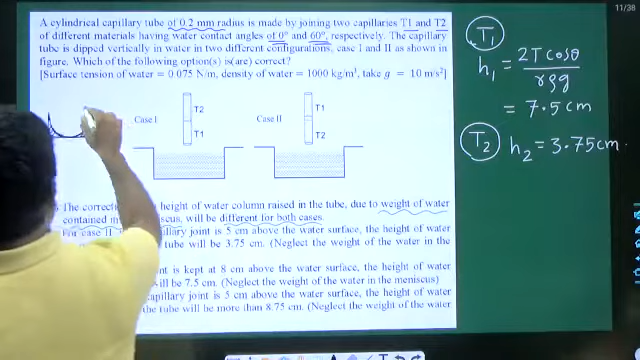 11/38
A cylindrical capillary tube of 0.2 mm radius is made by joining two capillaries T1 and T2
of different materials having water contact angles of 0° and 60°, respectively. The capillary
tube is dipped vertically in water in two different configurations, case I and II as shown in
figure. Which of the following option(s) is(are) correct?
[Surface tension of water = 0.075 N/m, density of water = 1000 kg/m³, take g = 10 m/s²]
Case I
T2
T1
Case II
T1
T2
The correction height of water column raised in the tube, due to weight of water
contained meniscus, will be different for both cases.
For case II, capillary joint is 5 cm above the water surface, the height of water
tube will be 3.75 cm. (Neglect the weight of water in the
int is kept at 8 cm above the water surface, the height of water
will be 7.5 cm. (Neglect the weight of water in the meniscus)
capillary joint is 5 cm above the water surface, the height of water
the tube will be more than 8.75 cm. (Neglect the weight of water
T₁
h₁ = 2T cosθ / rρg
= 7.5 cm
T₂ h₂ = 3.75 cm.